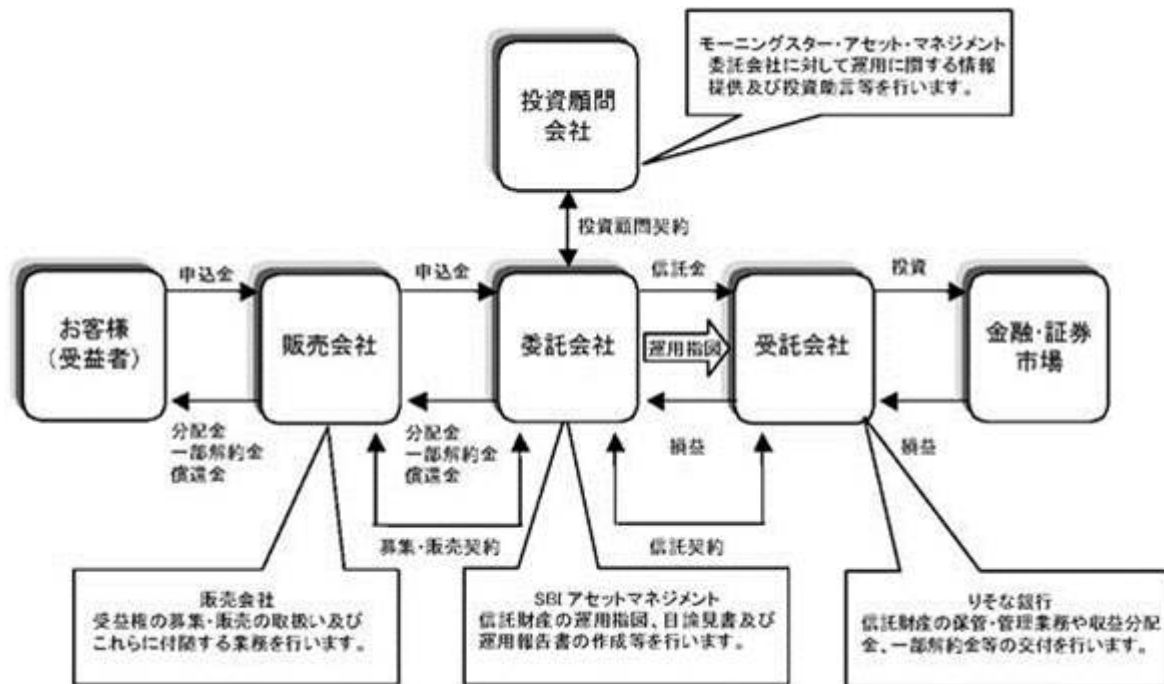 モーニングスター・アセット・マネジメント
委託会社に対して運用に関する情報
提供及び投資助言等を行います。
投資顧問
会社
投資顧問契約
申込金
申込金
信託金
投資
お客様
(受益者)
販売会社
委託会社
運用指図
受託会社
金融・証券
市場
分配金
一部解約金
償還金
分配金
一部解約金
償還金
損益
損益
募集・販売契約
信託契約
販売会社
受益権の募集・販売の取扱い及び
これらに付随する業務を行います。
SBIアセットマネジメント
信託財産の運用指図、目論見書及び
運用報告書の作成等を行います。
りそな銀行
信託財産の保管・管理業務や収益分配
金、一部解約金等の交付を行います。